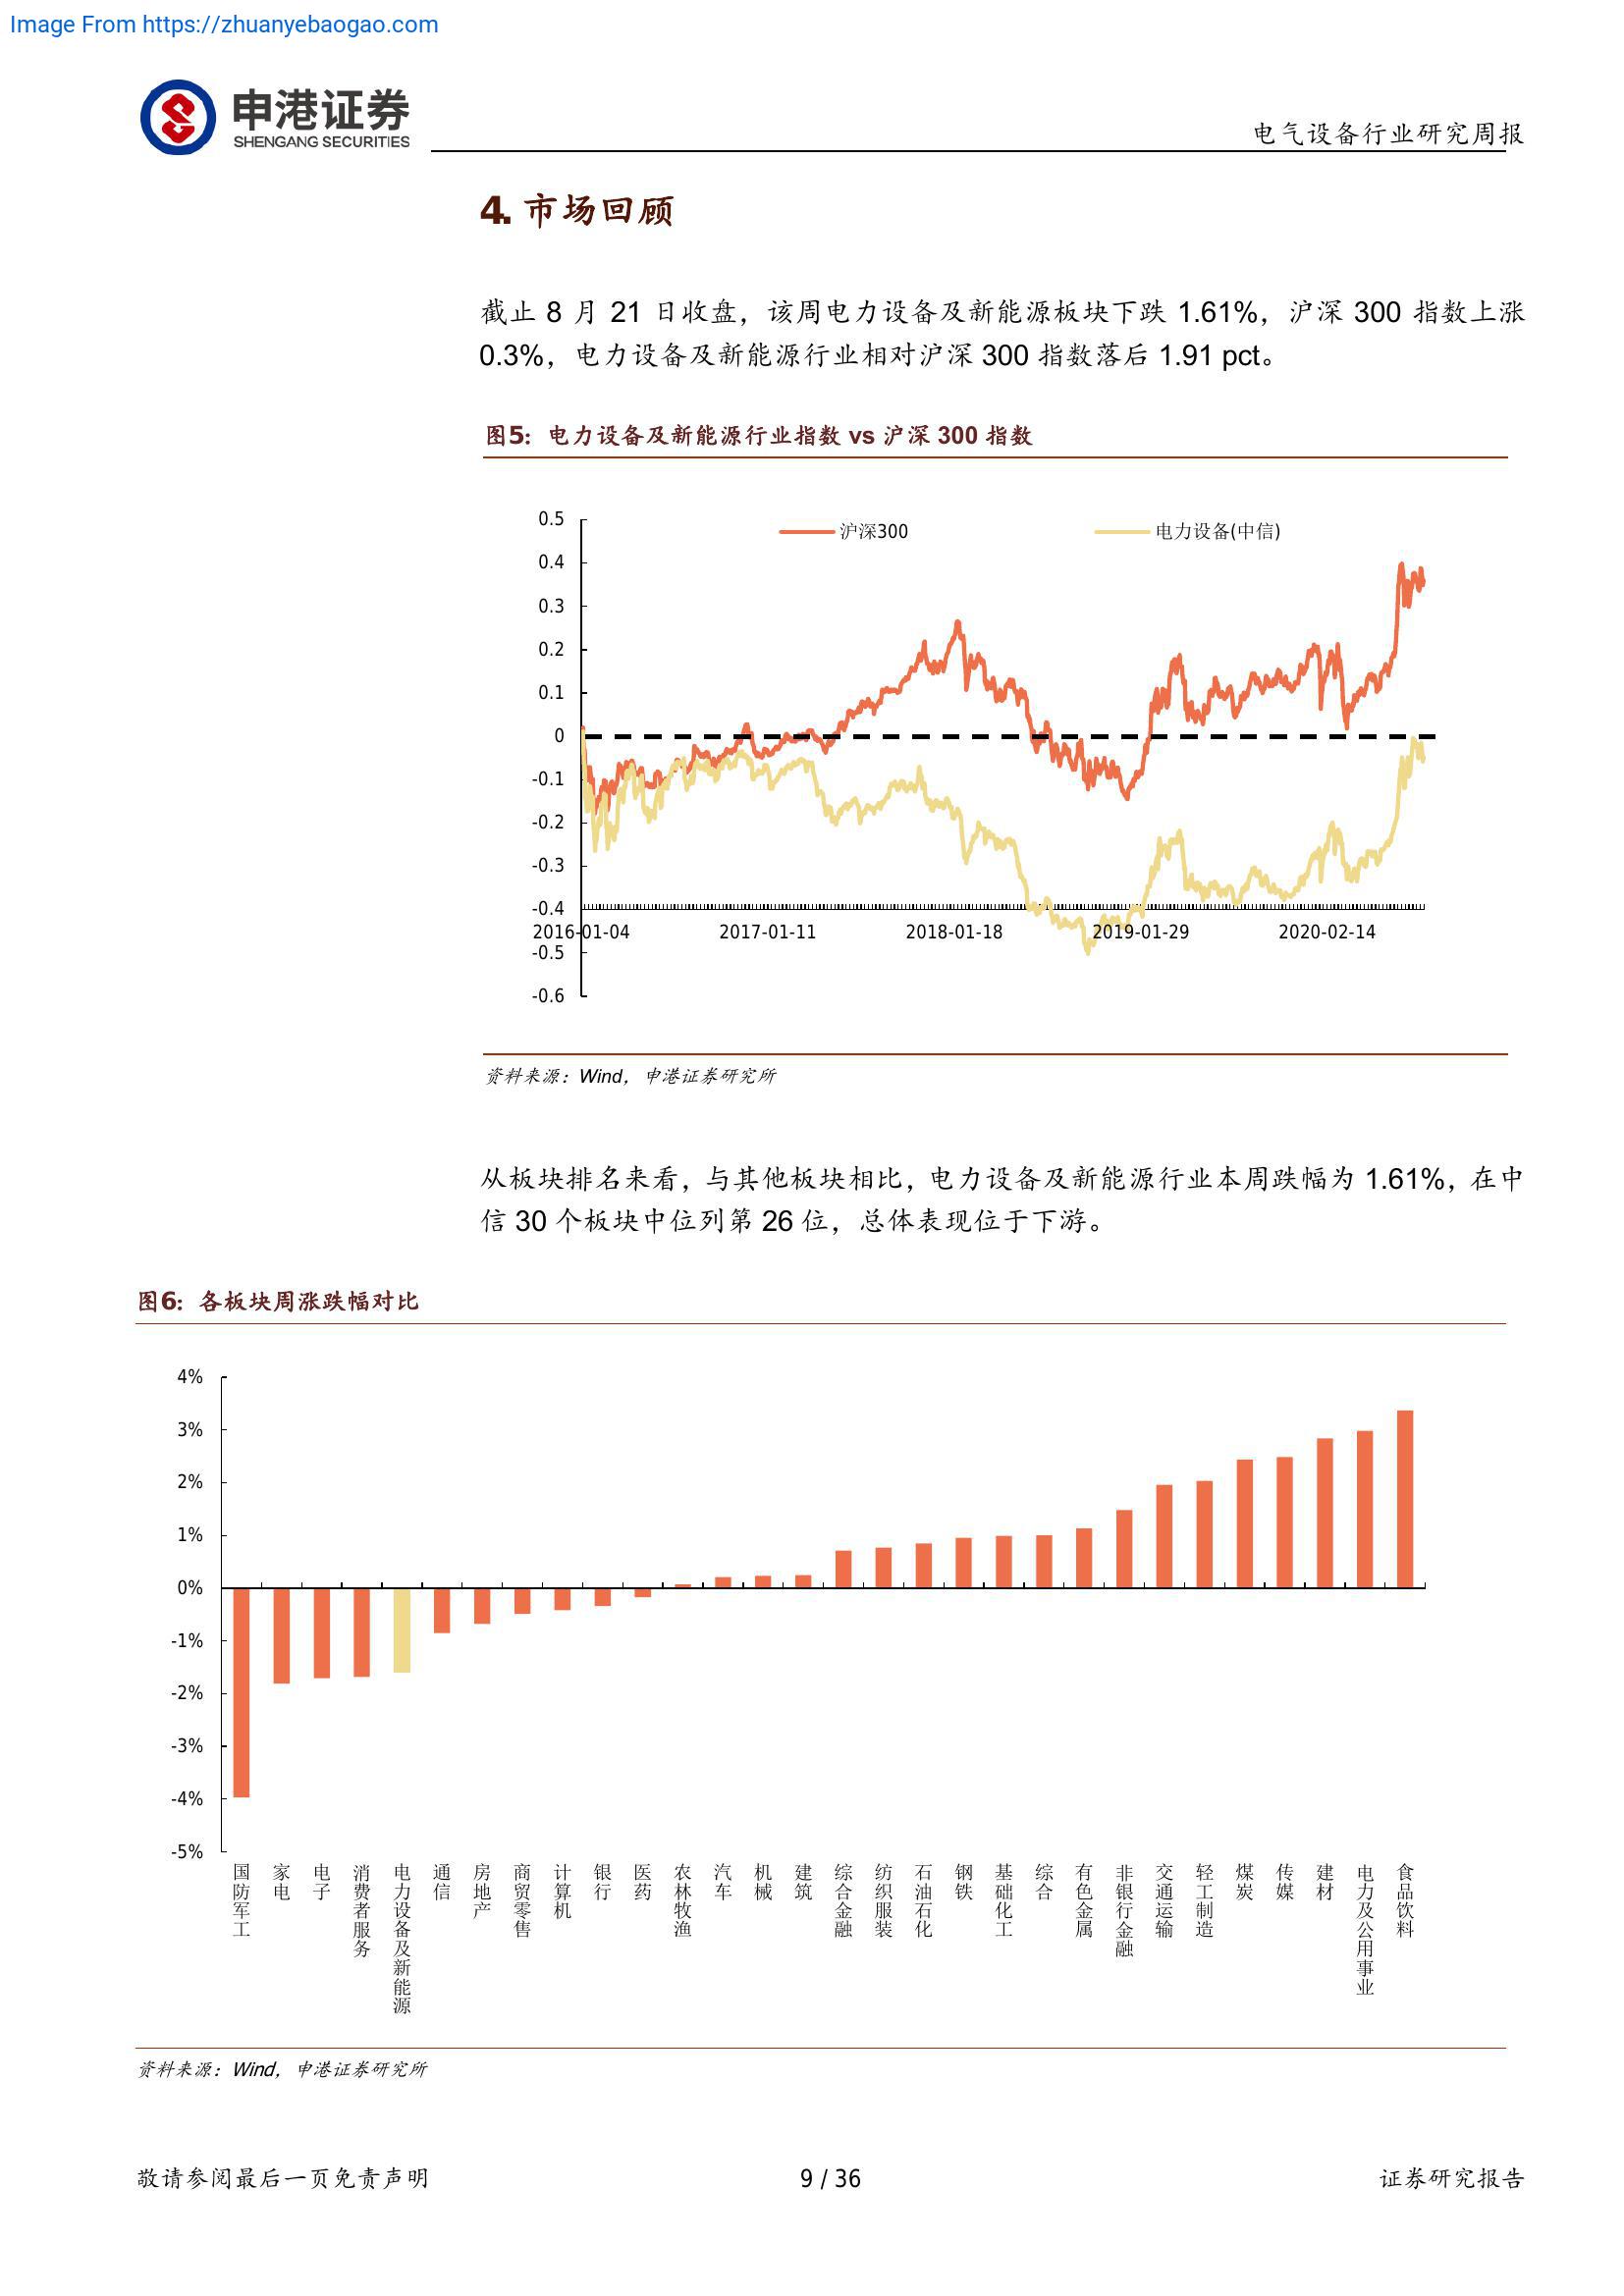 Image From https://zhuanyebaogao.com
申港证券
SHENGANG SECURITIES
电气设备行业研究周报
4. 市场回顾
截止 8 月 21 日收盘，该周电力设备及新能源板块下跌 1.61%，沪深 300 指数上涨
0.3%，电力设备及新能源行业相对沪深 300 指数落后 1.91 pct。
图5：电力设备及新能源行业指数 vs 沪深 300 指数
沪深300 电力设备(中信)
0.5
0.4
0.3
0.2
0.1
0
-0.1
-0.2
-0.3
-0.4
2016-01-04 2017-01-11 2018-01-18 2019-01-29 2020-02-14
-0.5
-0.6
资料来源：Wind，申港证券研究所
从板块排名来看，与其他板块相比，电力设备及新能源行业本周跌幅为 1.61%，在中
信 30 个板块中位列第 26 位，总体表现位于下游。
图6：各板块周涨跌幅对比
4%
3%
2%
1%
0%
-1%
-2%
-3%
-4%
-5%
国防军工
家电
电子
消费者服务
电力设备及新能源
通信
房地产
商贸零售
计算机
银行
医药
农林牧渔
汽车
机械
建筑
综合金融
纺织服装
石油石化
钢铁
基础化工
综合
有色金属
非银行金融
交通运输
轻工制造
煤炭
传媒
建材
电力及公用事业
食品饮料
资料来源：Wind，申港证券研究所
敬请参阅最后一页免责声明 9 / 36 证券研究报告